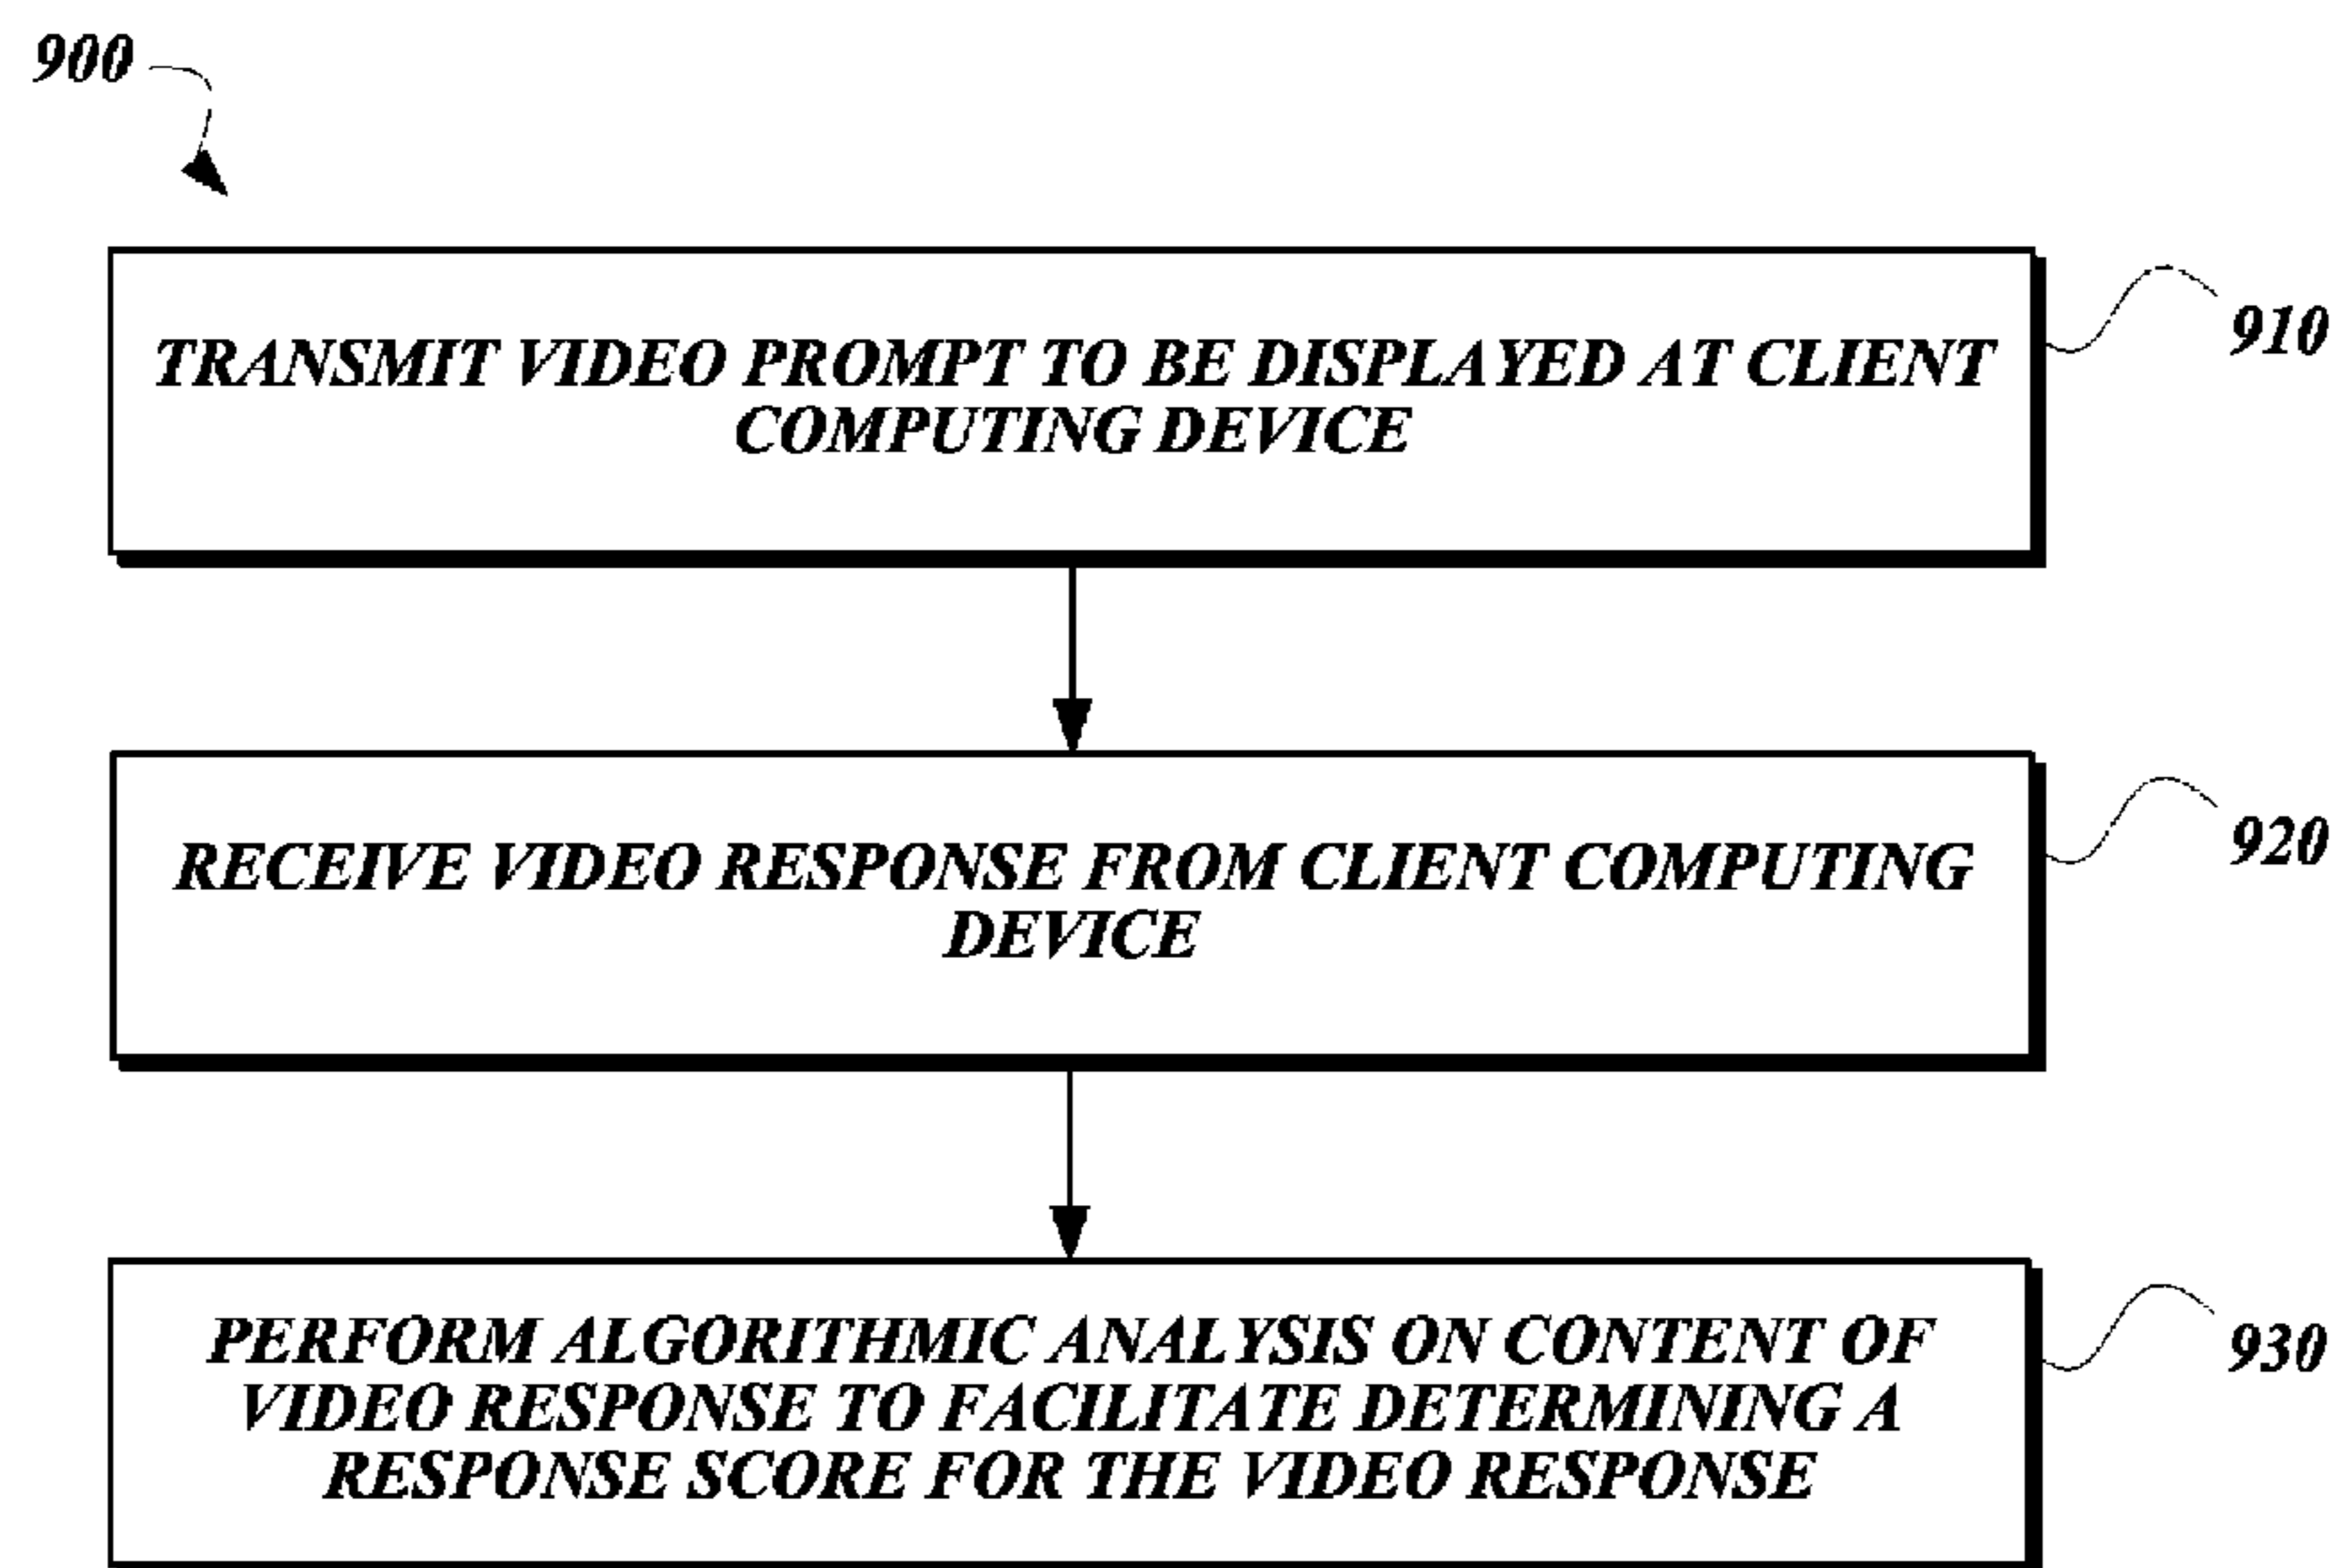 900
TRANSMIT VIDEO PROMPT TO BE DISPLAYED AT CLIENT
COMPUTING DEVICE
910
RECEIVE VIDEO RESPONSE FROM CLIENT COMPUTING
DEVICE
920
PERFORM ALGORITHMIC ANALYSIS ON CONTENT OF
VIDEO RESPONSE TO FACILITATE DETERMINING A
RESPONSE SCORE FOR THE VIDEO RESPONSE
930